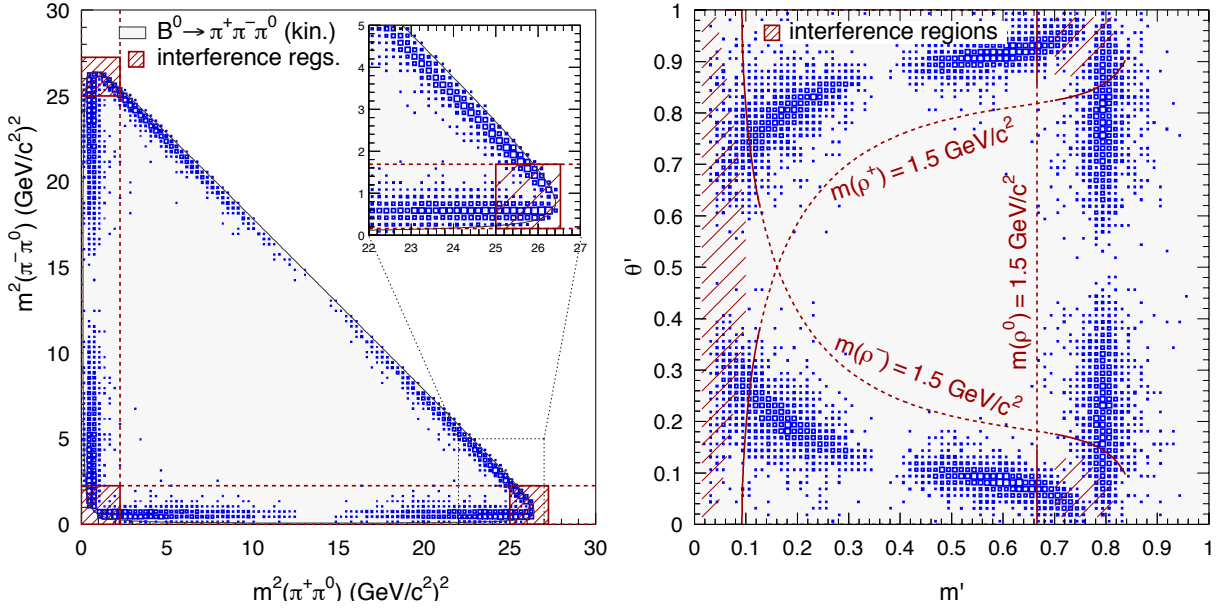 B⁰→π⁺π⁻π⁰ (kin.)
interference regs.
m²(π⁻π⁰) (GeV/c²)²
30
25
20
15
10
5
0
0 5 10 15 20 25 30
m²(π⁺π⁰) (GeV/c²)²
5
4
3
2
1
0
22 23 24 25 26 27
interference regions
θ'
1
0.9
0.8
0.7
0.6
0.5
0.4
0.3
0.2
0.1
0
m(ρ⁺) = 1.5 GeV/c²
m(ρ⁰) = 1.5 GeV/c²
m(ρ⁻) = 1.5 GeV/c²
0 0.1 0.2 0.3 0.4 0.5 0.6 0.7 0.8 0.9 1
m'